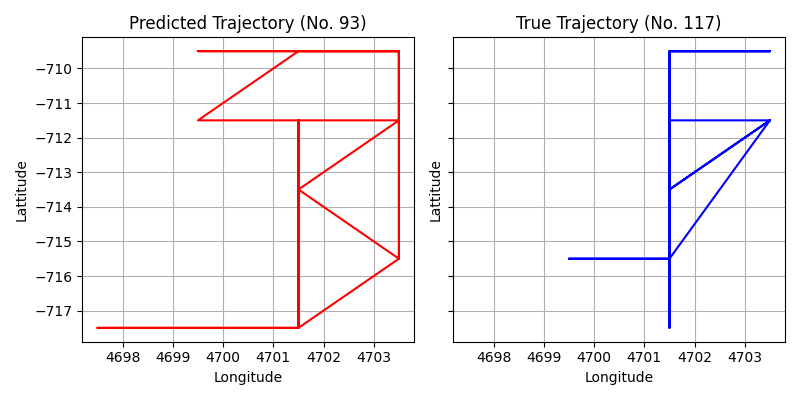 Predicted Trajectory (No. 93)
True Trajectory (No. 117)
Lattitude
−710
−711
−712
−713
−714
−715
−716
−717
4698 4699 4700 4701 4702 4703
Longitude
Lattitude
4698 4699 4700 4701 4702 4703
Longitude